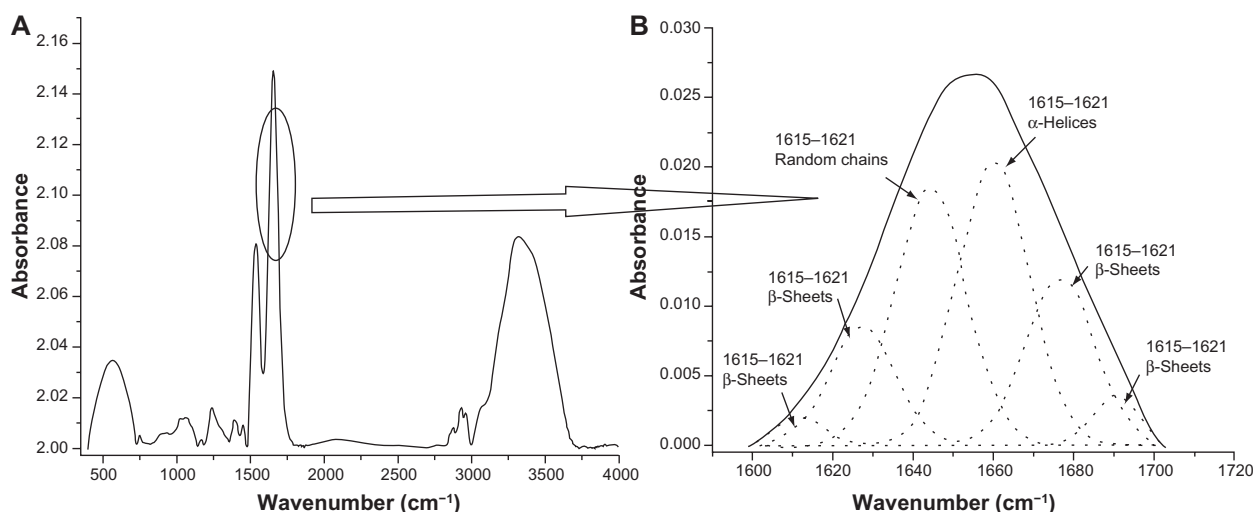 A
2.16
2.14
2.12
2.10
2.08
2.06
2.04
2.02
2.00
Absorbance
500 1000 1500 2000 2500 3000 3500 4000
Wavenumber (cm⁻¹)
B
0.030
0.025
0.020
0.015
0.010
0.005
0.000
Absorbance
1615–1621
α-Helices
1615–1621
Random chains
1615–1621
β-Sheets
1615–1621
β-Sheets
1615–1621
β-Sheets
1615–1621
β-Sheets
1600 1620 1640 1660 1680 1700 1720
Wavenumber (cm⁻¹)